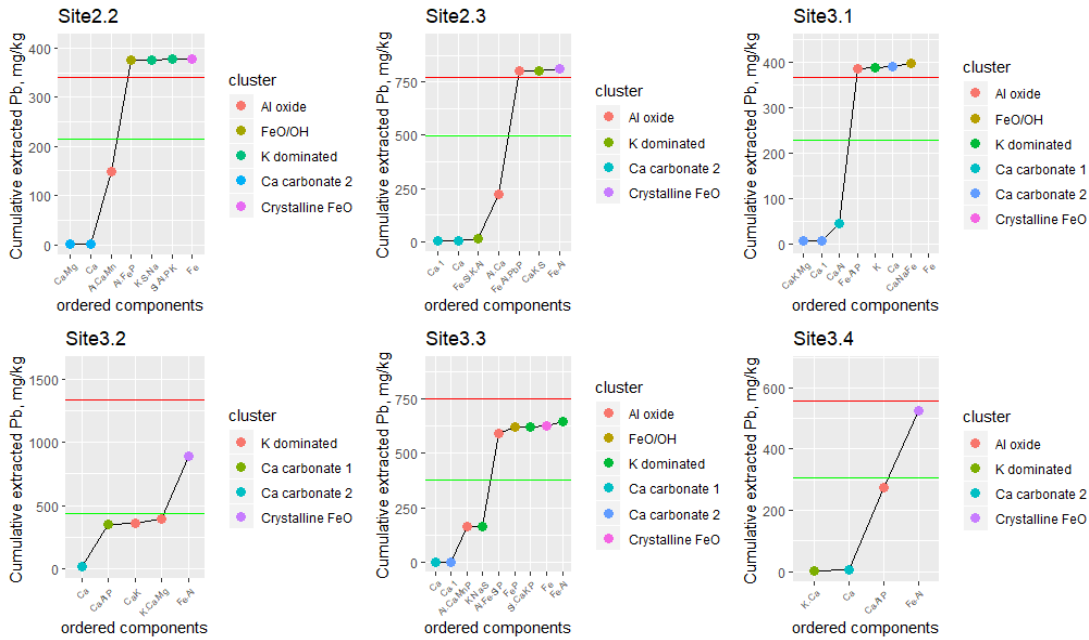 Site2.2
Cumulative extracted Pb, mg/kg
400
300
200
100
0
Ca.Mg
Ca
Al.Fe.P
K.S.Na
Fe
ordered components
cluster
Al oxide
FeO/OH
K dominated
Ca carbonate 2
Crystalline FeO
Site2.3
Cumulative extracted Pb, mg/kg
750
500
250
0
Ca.1
Ca
Fe.S.K.Al
Al.Ca
Fe.Al.Pb.P
Ca.K.S
Fe.Al
ordered components
cluster
Al oxide
K dominated
Ca carbonate 2
Crystalline FeO
Site3.1
Cumulative extracted Pb, mg/kg
400
300
200
100
0
Ca.K.Mg
Ca.1
Ca.Al
Fe.Al.P
K
Ca
Ca.Na.Fe
Fe
ordered components
cluster
Al oxide
FeO/OH
K dominated
Ca carbonate 1
Ca carbonate 2
Crystalline FeO
Site3.2
Cumulative extracted Pb, mg/kg
1500
1000
500
0
Ca
Ca.Al.P
Ca.K
K.Ca.Mg
Fe.Al
ordered components
cluster
K dominated
Ca carbonate 1
Ca carbonate 2
Crystalline FeO
Site3.3
Cumulative extracted Pb, mg/kg
750
500
250
0
Ca
Ca.1
Al.Ca.Mn.P
K.Na.S
Al.Fe.S.P
Fe.P
S.Ca.K.P
Fe
Fe.Al
ordered components
cluster
Al oxide
FeO/OH
K dominated
Ca carbonate 1
Ca carbonate 2
Crystalline FeO
Site3.4
Cumulative extracted Pb, mg/kg
600
400
200
0
K.Ca
Ca
Ca.Al.P
Fe.Al
ordered components
cluster
Al oxide
K dominated
Ca carbonate 2
Crystalline FeO